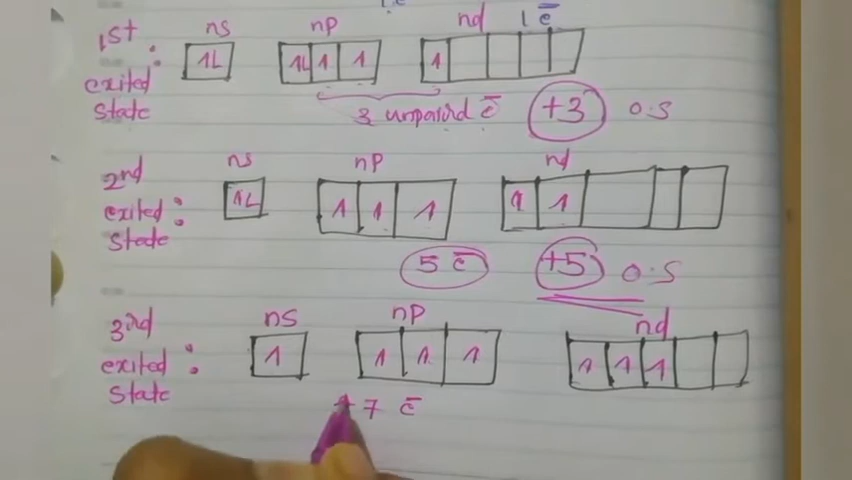 ns np nd 1 e̅
1st :
exited
state
1L 1L 1 1 1
3 unpaired e̅ +3 O.S
ns np nd
2nd
exited :
state
1L 1 1 1 1 1
5 e̅ +5 O.S
ns np nd
3rd
exited :
state
1 1 1 1 1 1 1
7 e̅